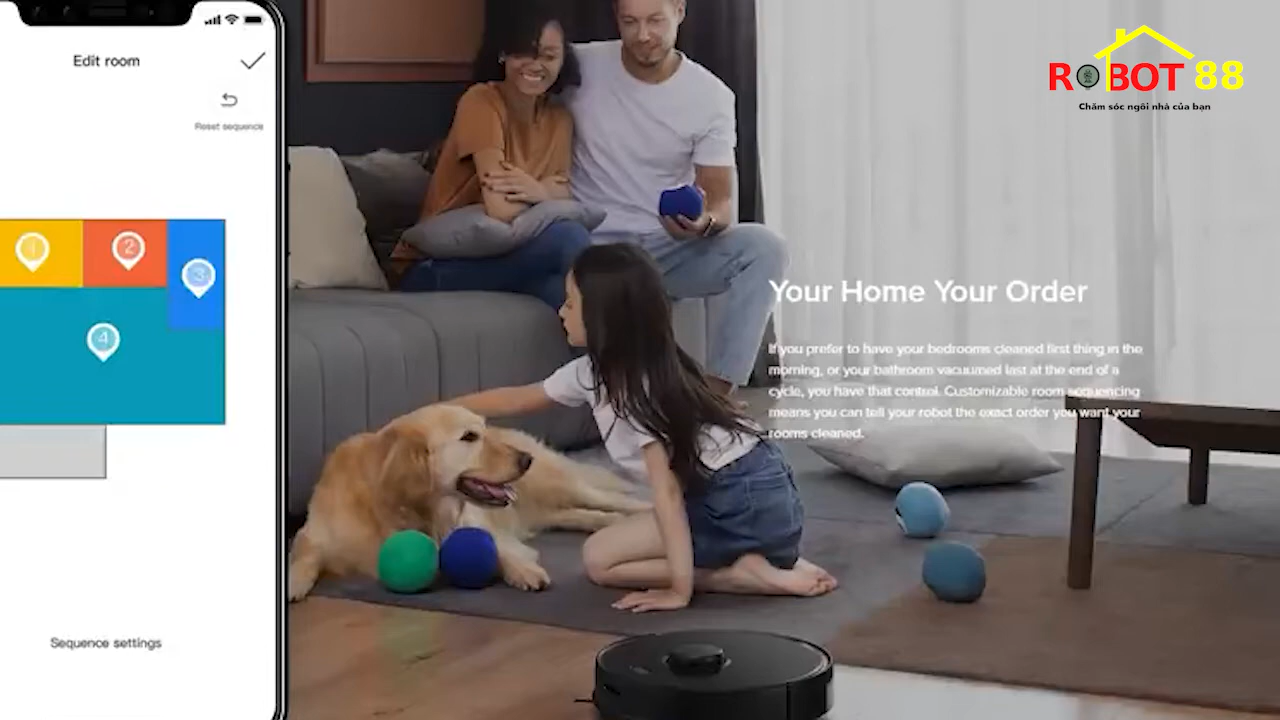 Edit room
Reset sequence
1
2
3
4
Sequence settings
ROBOT 88
Chăm sóc ngôi nhà của bạn
Your Home Your Order
If you prefer to have your bedrooms cleaned first thing in the
morning, or your bathroom vacuumed last at the end of a
cycle, you have that control. Customizable room sequencing
means you can tell your robot the exact order you want your
rooms cleaned.